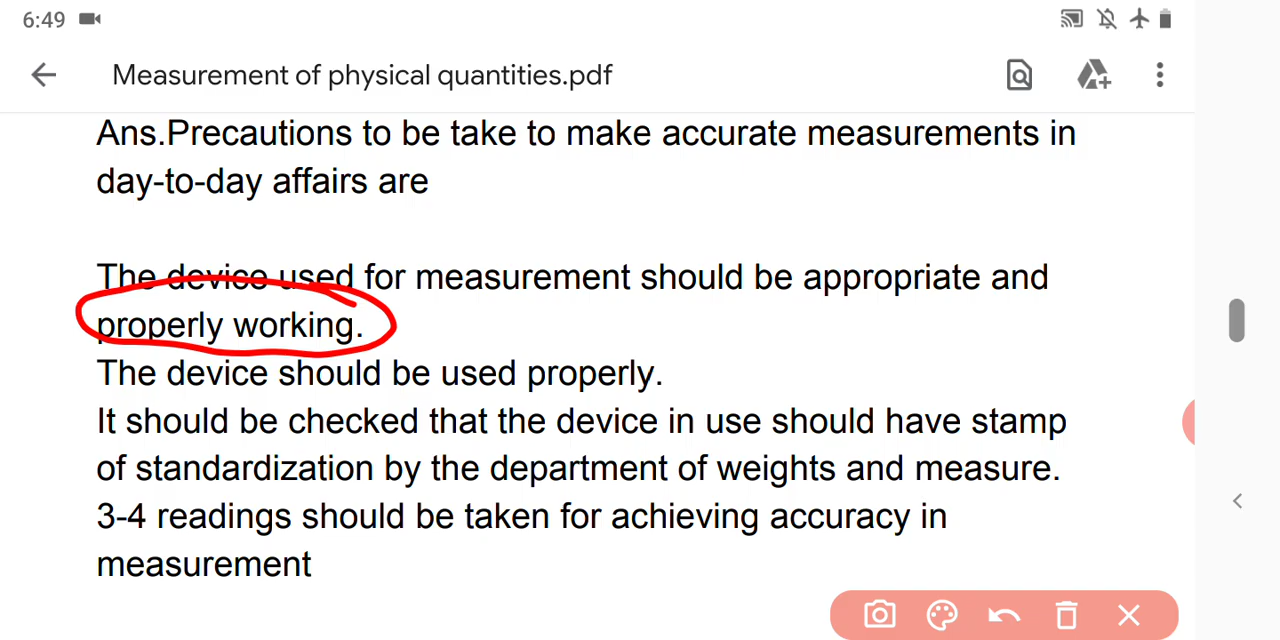 6:49
Measurement of physical quantities.pdf
Ans.Precautions to be take to make accurate measurements in
day-to-day affairs are
The device used for measurement should be appropriate and
properly working.
The device should be used properly.
It should be checked that the device in use should have stamp
of standardization by the department of weights and measure.
3-4 readings should be taken for achieving accuracy in
measurement